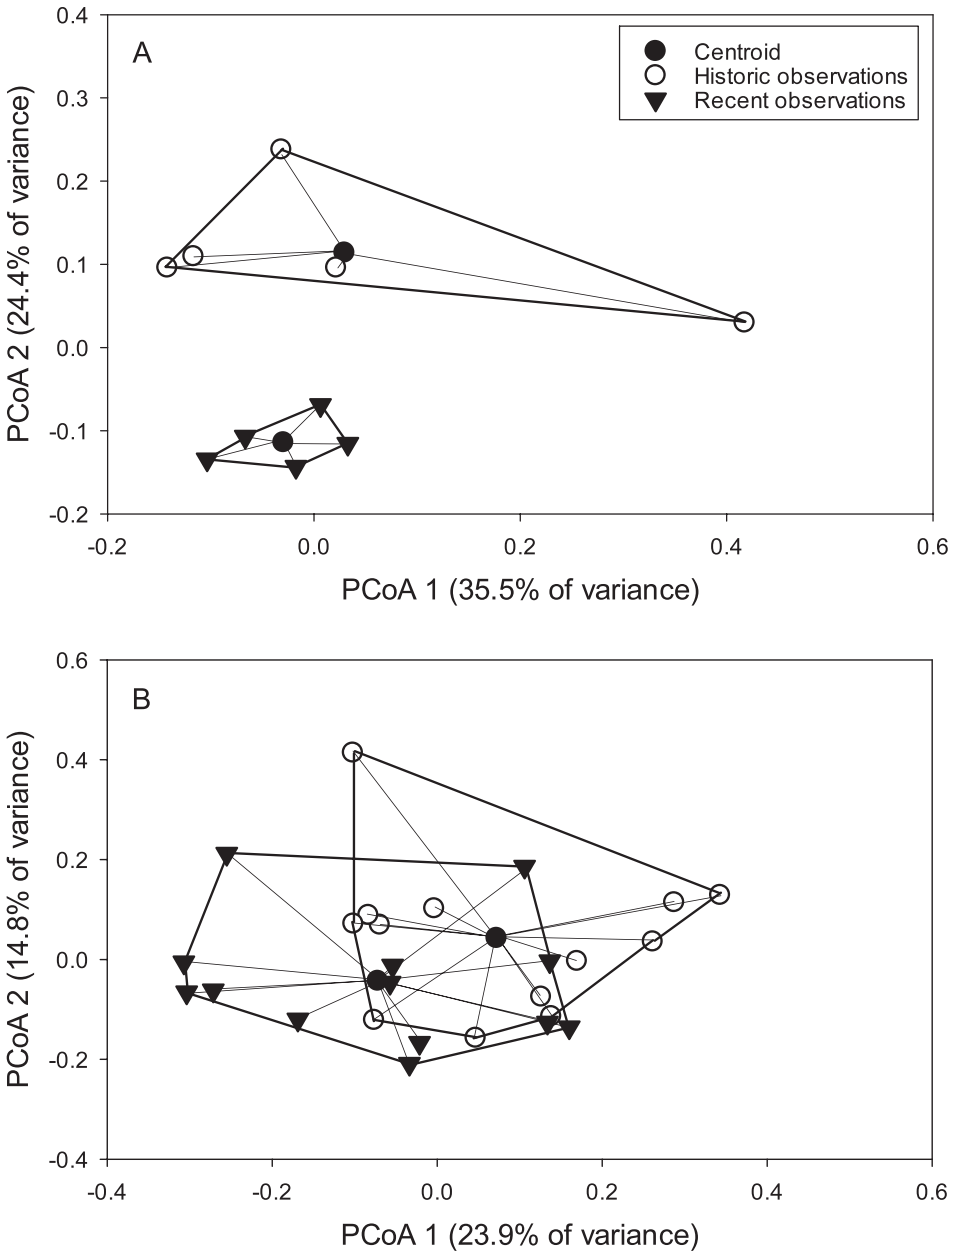 A
Centroid
Historic observations
Recent observations
0.4
0.3
0.2
0.1
0.0
-0.1
-0.2
PCoA 2 (24.4% of variance)
-0.2 0.0 0.2 0.4 0.6
PCoA 1 (35.5% of variance)
B
0.6
0.4
0.2
0.0
-0.2
-0.4
PCoA 2 (14.8% of variance)
-0.4 -0.2 0.0 0.2 0.4 0.6
PCoA 1 (23.9% of variance)